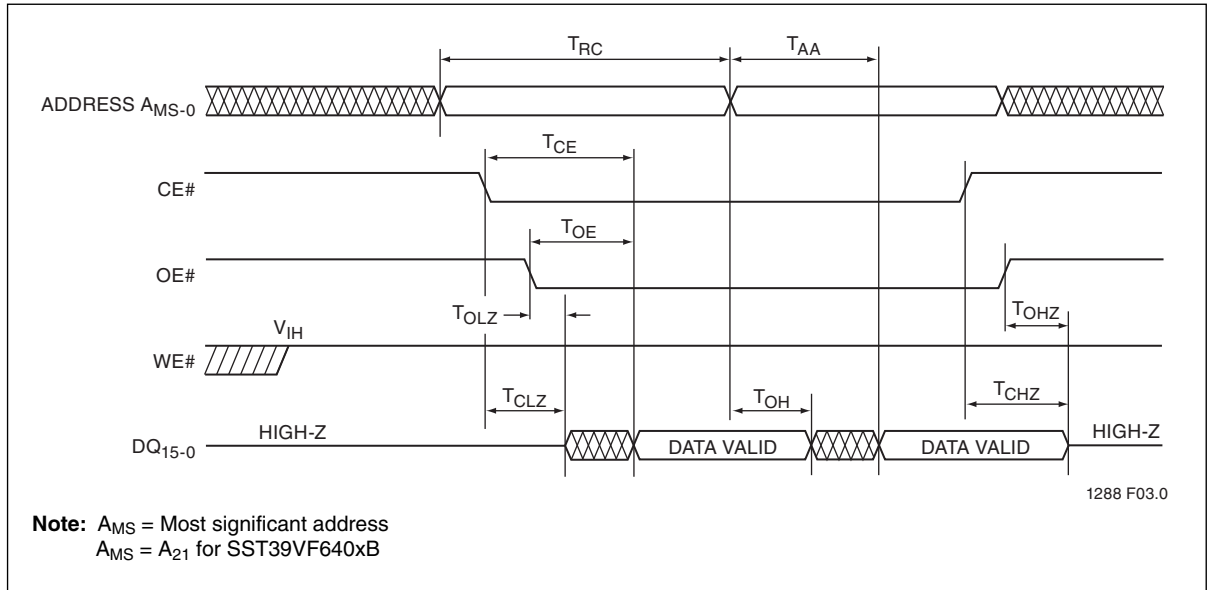 TRC TAA
ADDRESS AMS-0
TCE
CE#
TOE
OE#
TOLZ TOHZ
VIH
WE#
TCLZ TOH TCHZ
HIGH-Z HIGH-Z
DQ15-0 DATA VALID DATA VALID
1288 F03.0
Note: AMS = Most significant address
AMS = A21 for SST39VF640xB